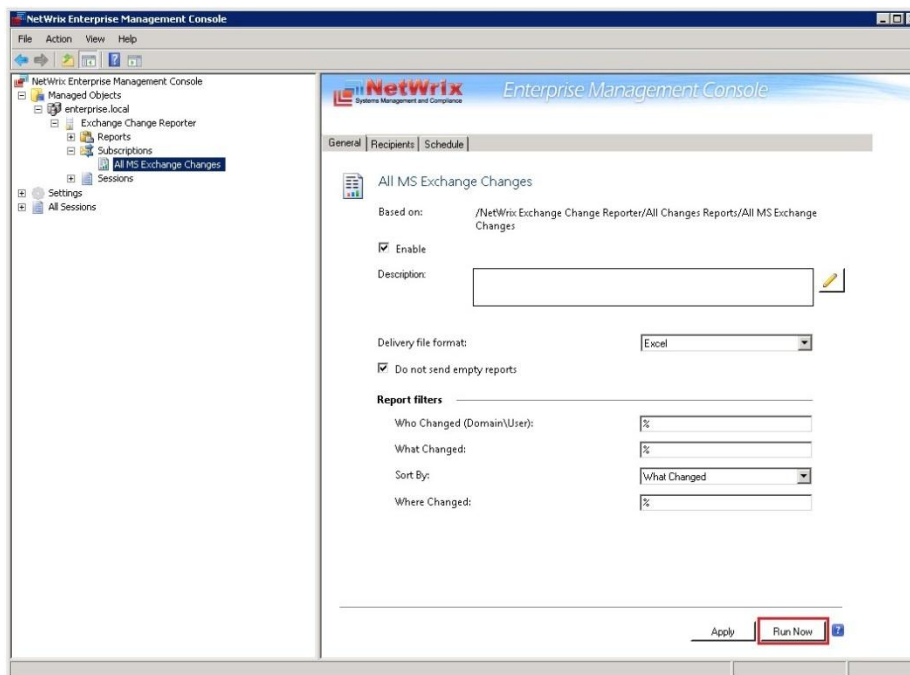 NetWrix Enterprise Management Console
File Action View Help
NetWrix Enterprise Management Console
Managed Objects
enterprise.local
Exchange Change Reporter
Reports
Subscriptions
All MS Exchange Changes
Sessions
Settings
All Sessions
NetWrix
Systems Management and Compliance
Enterprise Management Console
General Recipients Schedule
All MS Exchange Changes
Based on: /NetWrix Exchange Change Reporter/All Changes Reports/All MS Exchange
Changes
Enable
Description:
Delivery file format: Excel
Do not send empty reports
Report filters
Who Changed (Domain\User): %
What Changed: %
Sort By: What Changed
Where Changed: %
Apply Run Now ?